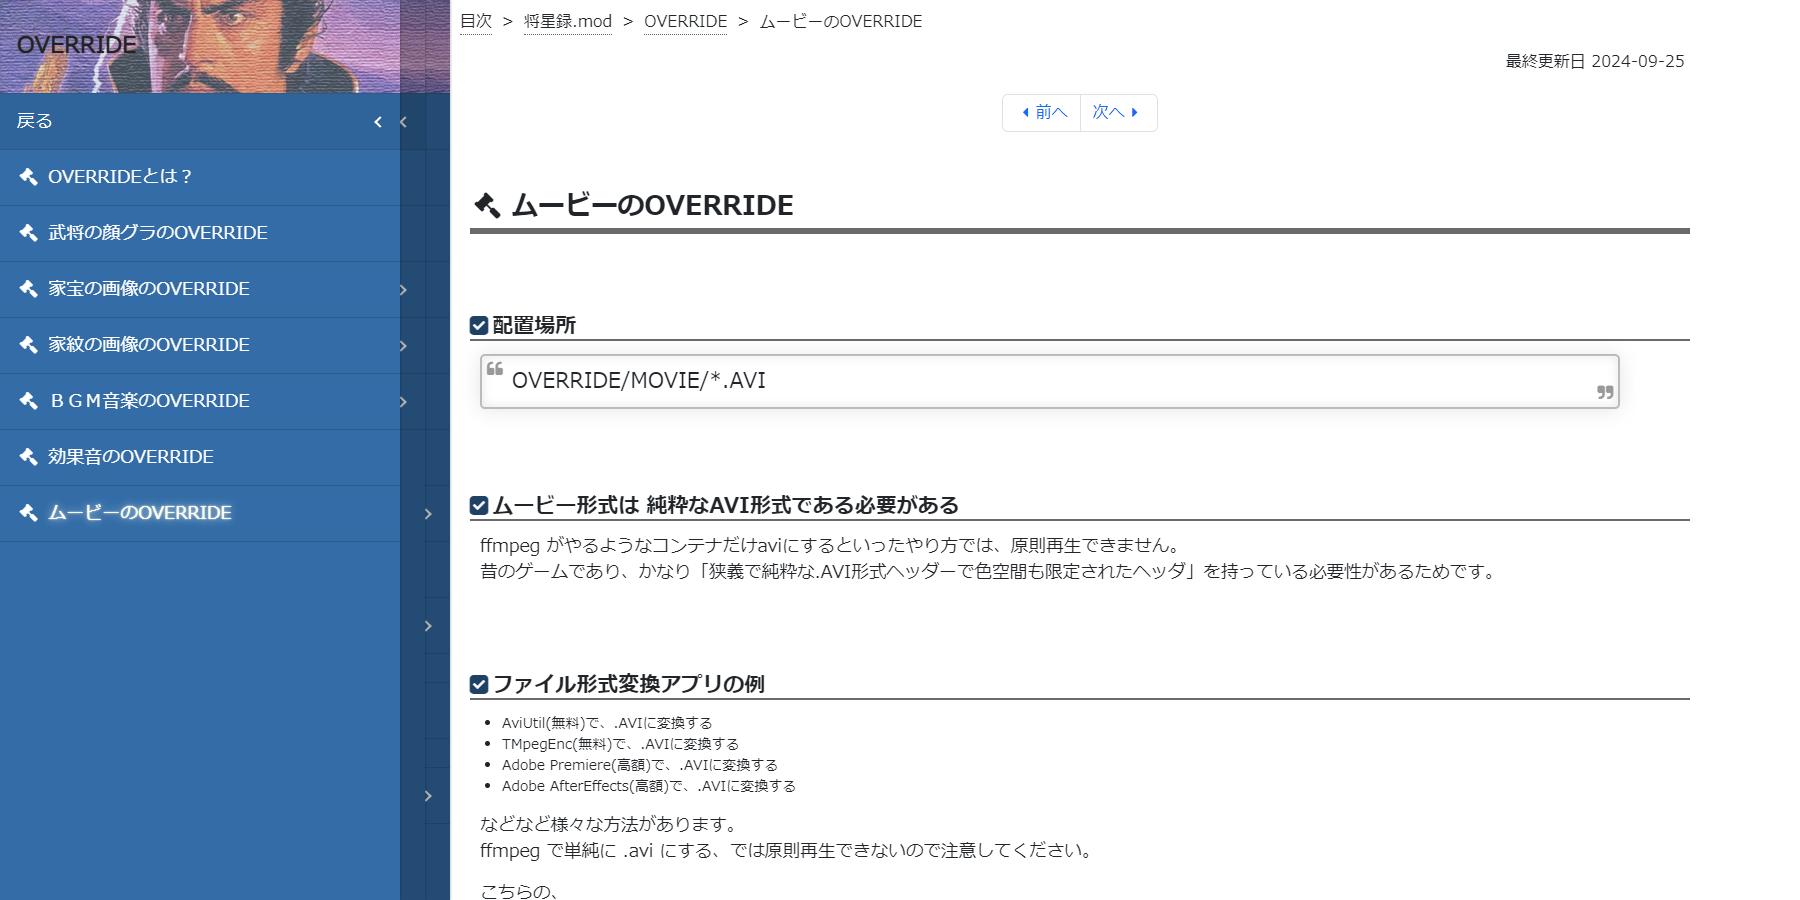 OVERRIDE
戻る
OVERRIDEとは？
武将の顔グラのOVERRIDE
家宝の画像のOVERRIDE
家紋の画像のOVERRIDE
ＢＧＭ音楽のOVERRIDE
効果音のOVERRIDE
ムービーのOVERRIDE
目次 > 将星録.mod > OVERRIDE > ムービーのOVERRIDE
最終更新日 2024-09-25
前へ 次へ
ムービーのOVERRIDE
配置場所
OVERRIDE/MOVIE/*.AVI
ムービー形式は 純粋なAVI形式である必要がある
ffmpeg がやるようなコンテナだけaviにするといったやり方では、原則再生できません。
昔のゲームであり、かなり「狭義で純粋な.AVI形式ヘッダーで色空間も限定されたヘッダ」を持っている必要性があるためです。
ファイル形式変換アプリの例
AviUtil(無料)で、.AVIに変換する
TMpegEnc(無料)で、.AVIに変換する
Adobe Premiere(高額)で、.AVIに変換する
Adobe AfterEffects(高額)で、.AVIに変換する
などなど様々な方法があります。
ffmpeg で単純に .avi にする、では原則再生できないので注意してください。
こちらの、